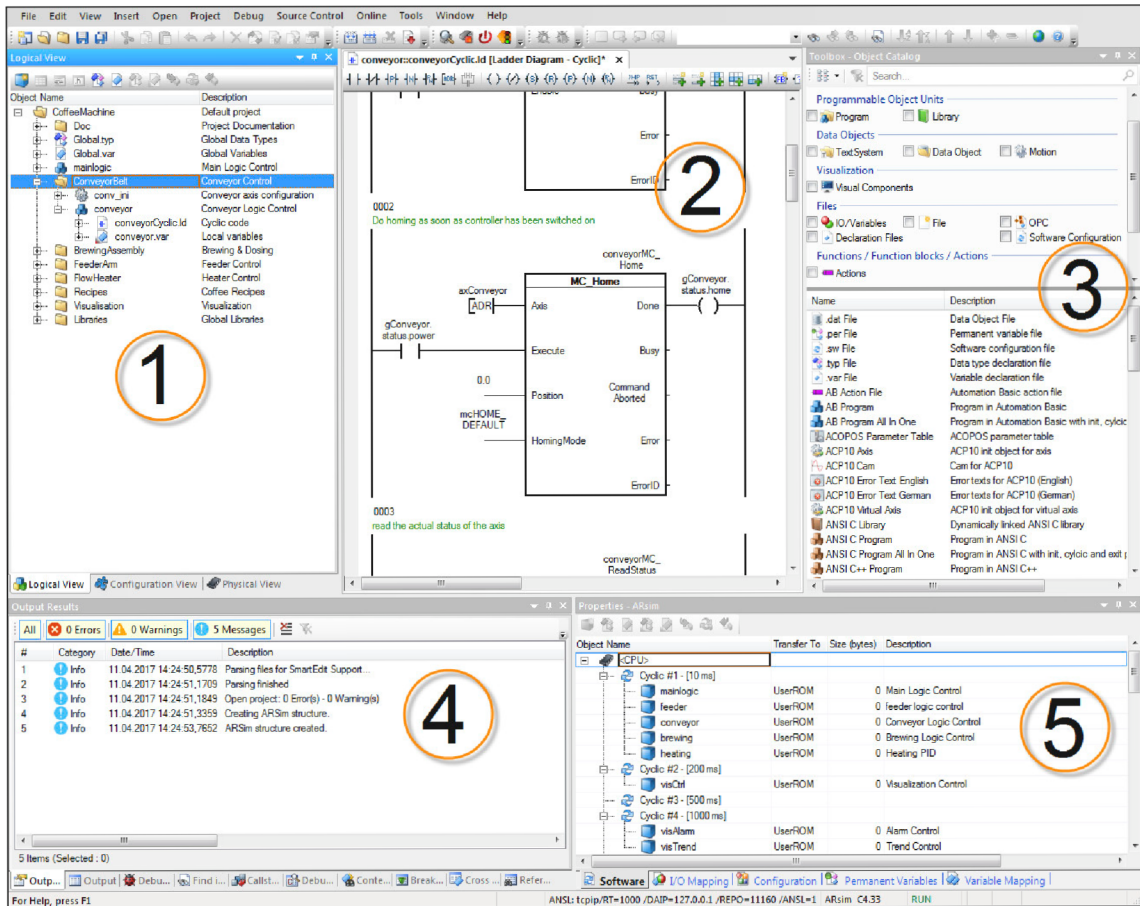 File Edit View Insert Open Project Debug Source Control Online Tools Window Help
Logical View
Object Name Description
CoffeeMachine Default project
Doc Project Documentation
Global.typ Global Data Types
Global.var Global Variables
mainlogic Main Logic Control
ConveyorBelt Conveyor Control
conv_ini Conveyor axis configuration
conveyor Conveyor Logic Control
conveyorCyclic.ld Cyclic code
conveyor.var Local variables
BrewingAssembly Brewing & Dosing
FeederArm Feeder Control
FlowHeater Heater Control
Recipes Coffee Recipes
Visualisation Visualization
Libraries Global Libraries
1
Logical View Configuration View Physical View
conveyor::conveyorCyclic.ld [Ladder Diagram - Cyclic]*
Enable Busy
Error
ErrorID
2
0002
Do homing as soon as controller has been switched on
conveyorMC_
Home
MC_Home
axConveyor
ADR
Axis Done
gConveyor.
status.home
gConveyor.
status.power
Execute Busy
0.0
Position
Command
Aborted
mcHOME_
DEFAULT
HomingMode Error
ErrorID
0003
read the actual status of the axis
conveyorMC_
ReadStatus
Toolbox - Object Catalog
Search...
Programmable Object Units
Program Library
Data Objects
TextSystem Data Object Motion
Visualization
Visual Components
Files
IO/Variables File OPC
Declaration Files Software Configuration
Functions / Function blocks / Actions
Actions
3
Name Description
.dat File Data Object File
.per File Permanent variable file
.sw File Software configuration file
.typ File Data type declaration file
.var File Variable declaration file
AB Action File Automation Basic action file
AB Program Program in Automation Basic
AB Program All In One Program in Automation Basic with init, cylcic
ACOPOS Parameter Table ACOPOS parameter table
ACP10 Axis ACP10 init object for axis
ACP10 Cam Cam for ACP10
ACP10 Error Text English Error texts for ACP10 (English)
ACP10 Error Text German Error texts for ACP10 (German)
ACP10 Virtual Axis ACP10 init object for virtual axis
ANSI C Library Dynamically linked ANSI C library
ANSI C Program Program in ANSI C
ANSI C Program All In One Program in ANSI C with init, cylcic and exit p
ANSI C++ Program Program in ANSI C++
Output Results
All 0 Errors 0 Warnings 5 Messages
# Category Date/Time Description
1 Info 11.04.2017 14:24:50,5778 Parsing files for SmartEdit Support...
2 Info 11.04.2017 14:24:51,1709 Parsing finished
3 Info 11.04.2017 14:24:51,1849 Open project: 0 Error(s) - 0 Warning(s)
4 Info 11.04.2017 14:24:51,3359 Creating ARSim structure.
5 Info 11.04.2017 14:24:53,7652 ARSim structure created.
4
5 Items (Selected : 0)
Outp... Output Debu... Find i... Callst... Debu... Conte... Break... Cross ... Refer...
Properties - ARsim
Object Name Transfer To Size (bytes) Description
<CPU>
Cyclic #1 - [10 ms]
mainlogic UserROM 0 Main Logic Control
feeder UserROM 0 feeder logic control
conveyor UserROM 0 Conveyor Logic Control
brewing UserROM 0 Brewing Logic Control
heating UserROM 0 Heating PID
Cyclic #2 - [200 ms]
visCtrl UserROM 0 Visualization Control
Cyclic #3 - [500 ms]
Cyclic #4 - [1000 ms]
visAlarm UserROM 0 Alarm Control
visTrend UserROM 0 Trend Control
5
Software I/O Mapping Configuration Permanent Variables Variable Mapping
For Help, press F1 ANSL: tcpip/RT=1000 /DAIP=127.0.0.1 /REPO=11160 /ANSL=1 ARsim C4.33 RUN